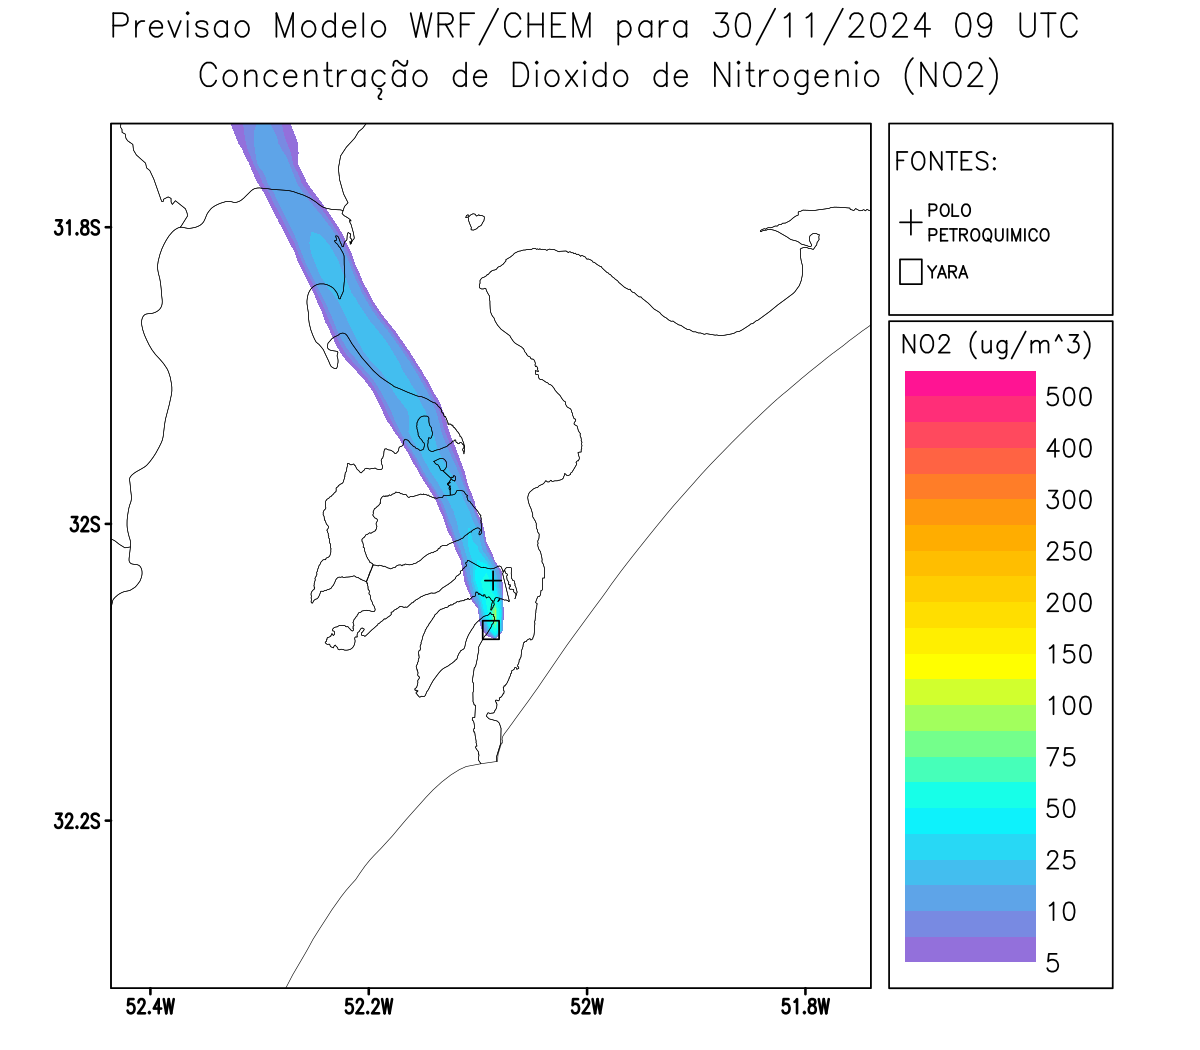 Previsao Modelo WRF/CHEM para 30/11/2024 09 UTC
Concentração de Dioxido de Nitrogenio (NO2)
FONTES:
POLO
PETROQUIMICO
YARA
NO2 (ug/m^3)
500
400
300
250
200
150
100
75
50
25
10
5
31.8S
32S
32.2S
52.4W
52.2W
52W
51.8W